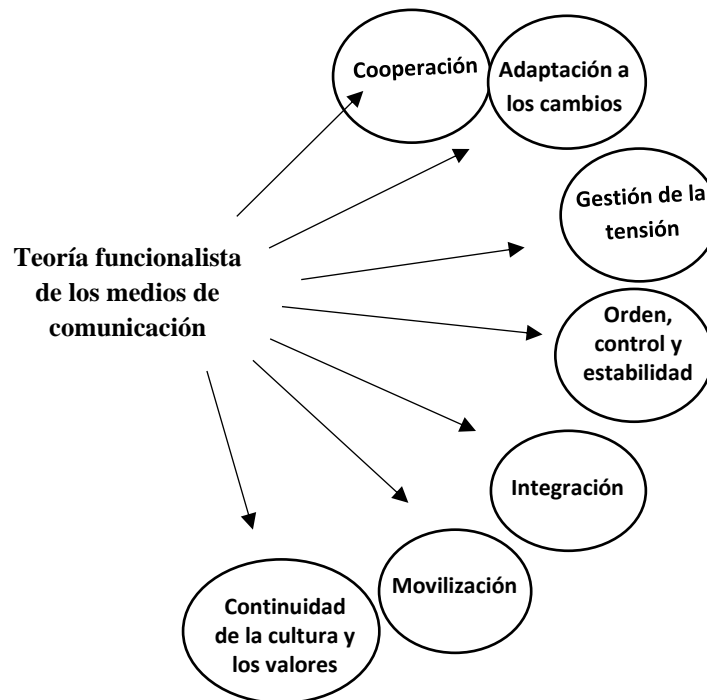 Cooperación
Adaptación a
los cambios
Gestión de la
tensión
Teoría funcionalista
de los medios de
comunicación
Orden,
control y
estabilidad
Integración
Movilización
Continuidad
de la cultura y
los valores